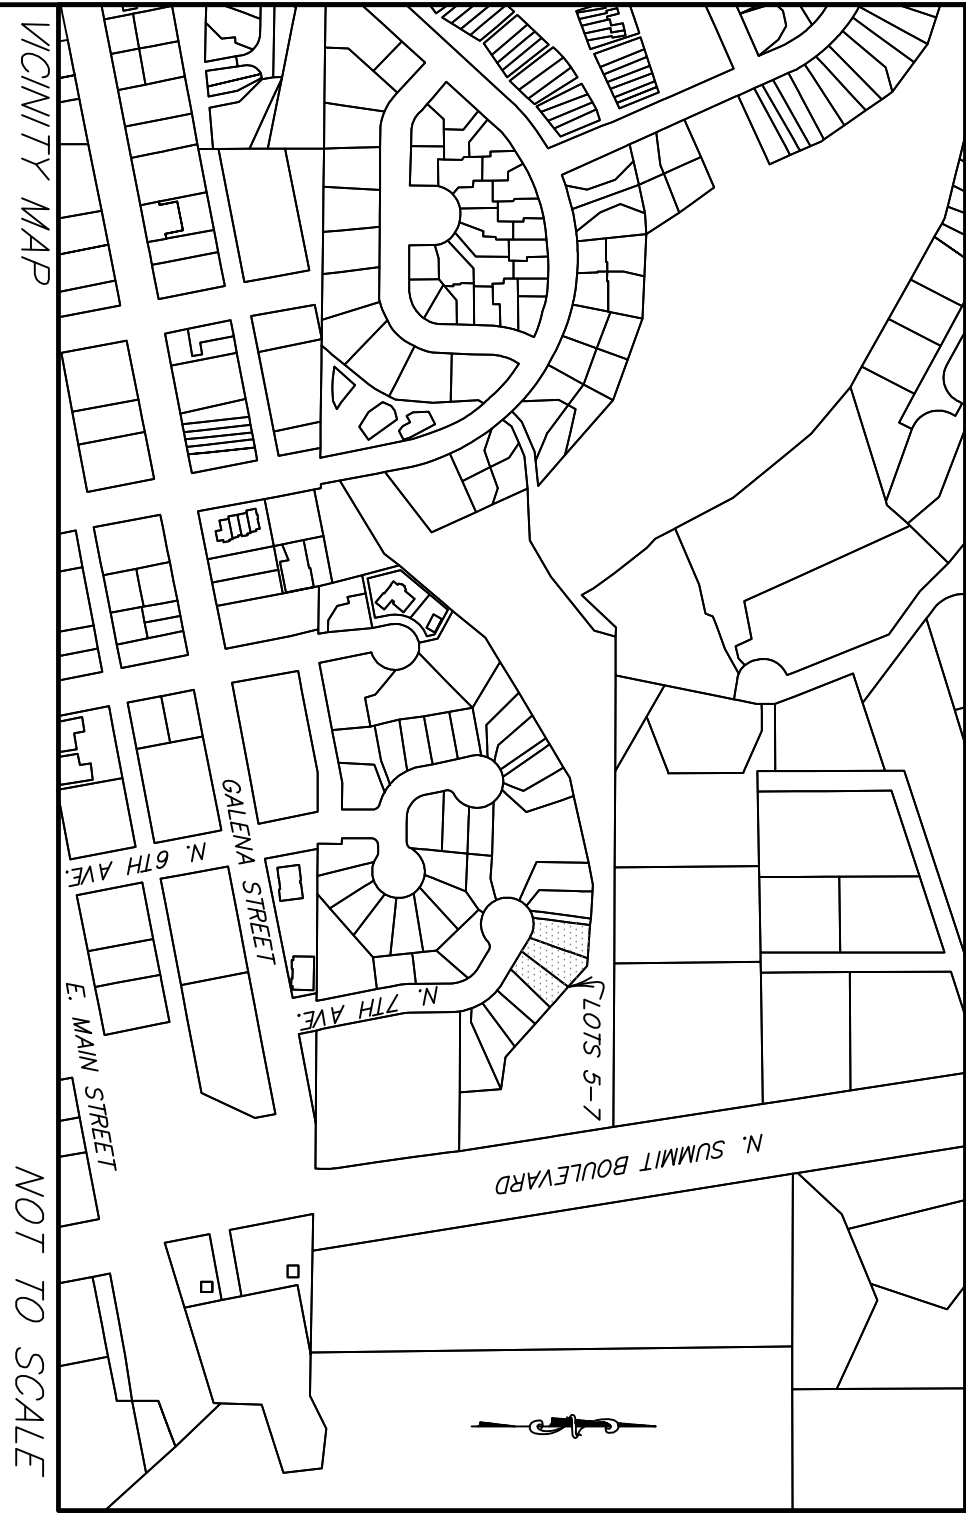 N. SUMMIT BOULEVARD
LOTS 5-7
N. 7TH AVE.
GALENA STREET
N. 6TH AVE.
E. MAIN STREET
VICINITY MAP
NOT TO SCALE